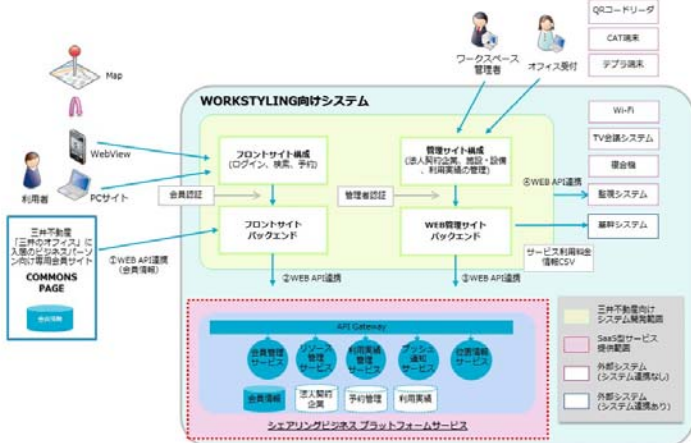 QRコードリーダ
CAT端末
テプラ端末
ワークスペース
管理者
オフィス受付
Map
WORKSTYLING向けシステム
Wi-Fi
TV会議システム
複合機
監視システム
基幹システム
WebView
利用者
PCサイト
フロントサイト構成
(ログイン、検索、予約)
管理サイト構成
(法人契約企業、施設・設備
、利用実績の管理)
④WEB API連携
会員認証
管理者認証
フロントサイト
バックエンド
WEB管理サイト
バックエンド
サービス利用料金
情報CSV
三井不動産
「三井のオフィス」に
入居のビジネスパーソ
ン向け専用会員サイト
COMMONS
PAGE
会員情報
①WEB API連携
(会員情報)
②WEB API連携
③WEB API連携
API Gateway
会員管理
サービス
リソース
管理
サービス
利用実績
管理
サービス
プッシュ
通知
サービス
位置情報
サービス
会員情報
法人契約
企業
予約管理
利用実績
シェアリングビジネス プラットフォームサービス
三井不動産向け
システム開発範囲
SaaS型サービス
提供範囲
外部システム
(システム連携なし)
外部システム
(システム連携あり)